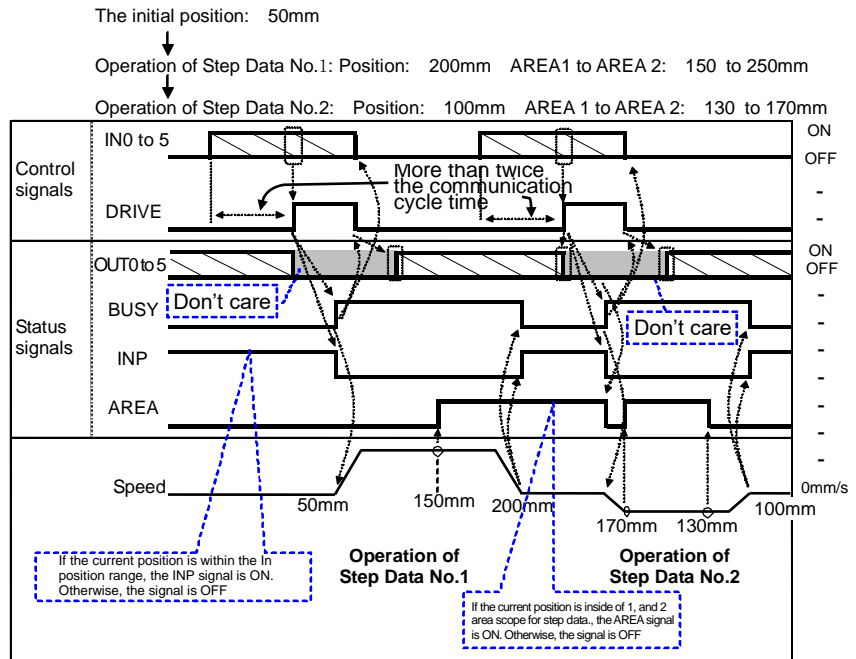 The initial position: 50mm
Operation of Step Data No.1: Position: 200mm AREA1 to AREA 2: 150 to 250mm
Operation of Step Data No.2: Position: 100mm AREA 1 to AREA 2: 130 to 170mm
Control
signals
IN0 to 5
ON
OFF
More than twice
the communication
cycle time
-
DRIVE
-
Status
signals
OUT0 to 5
ON
OFF
Don't care
Don't care
BUSY
-
-
INP
-
-
AREA
-
-
Speed
-
0mm/s
50mm
150mm
200mm
170mm
130mm
100mm
If the current position is within the In
position range, the INP signal is ON.
Otherwise, the signal is OFF
Operation of
Step Data No.1
Operation of
Step Data No.2
If the current position is inside of 1, and 2
area scope for step data., the AREA signal
is ON. Otherwise, the signal is OFF